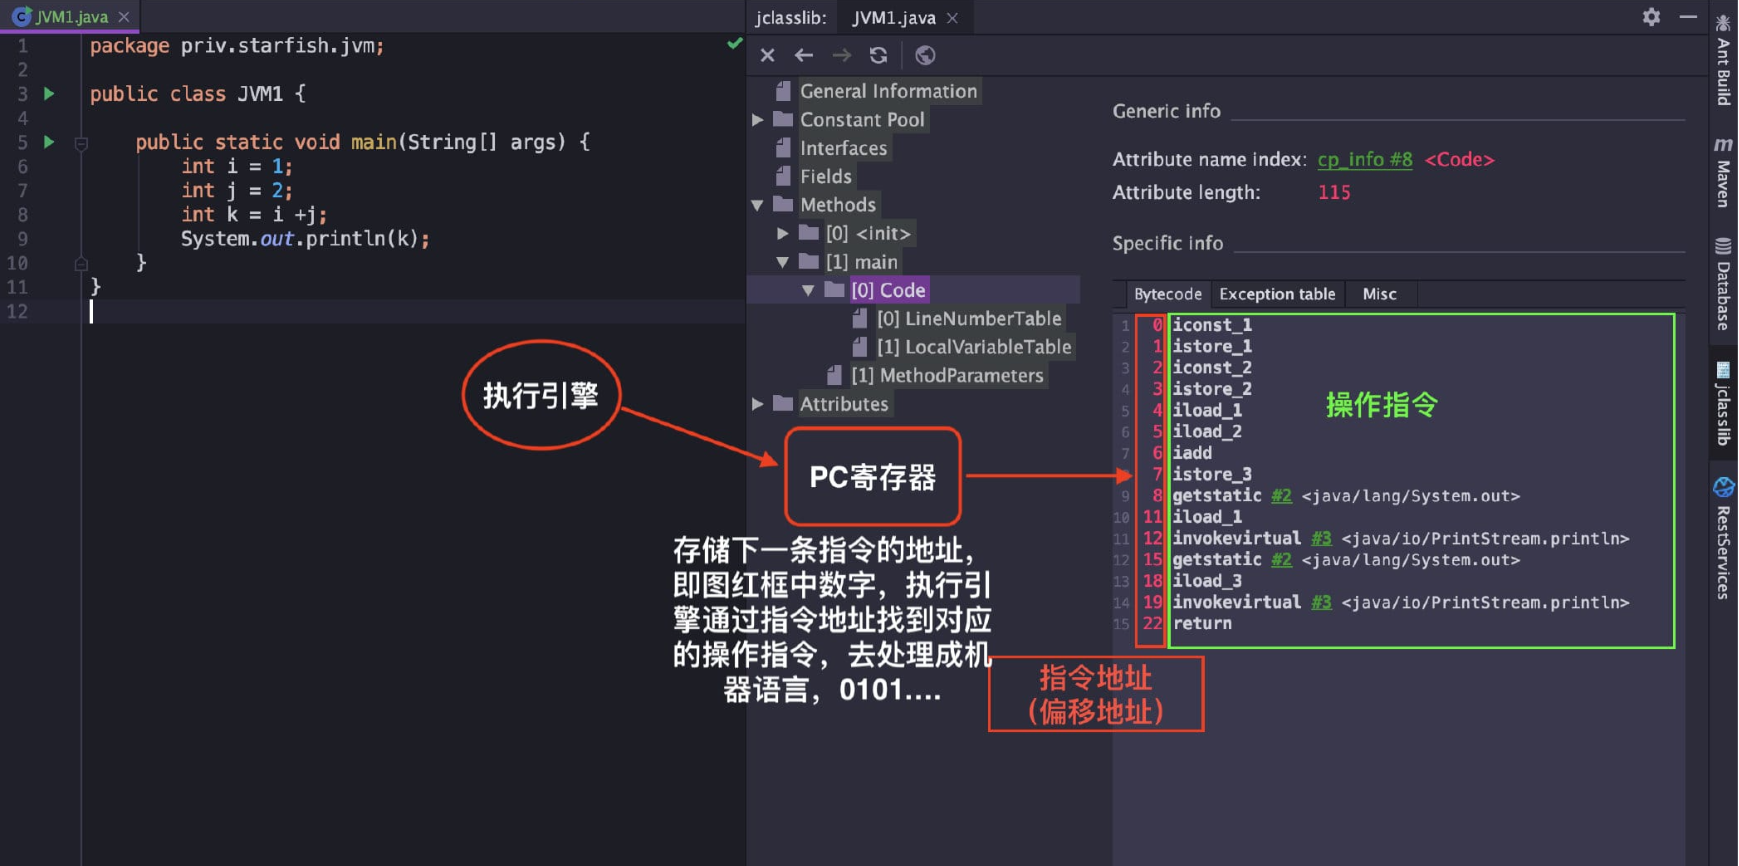 JVM1.java
1 package priv.starfish.jvm;
2
3 public class JVM1 {
4
5 public static void main(String[] args) {
6 int i = 1;
7 int j = 2;
8 int k = i +j;
9 System.out.println(k);
10 }
11 }
12
jclasslib: JVM1.java
General Information
Constant Pool
Interfaces
Fields
Methods
[0] <init>
[1] main
[0] Code
[0] LineNumberTable
[1] LocalVariableTable
[1] MethodParameters
Attributes
Generic info
Attribute name index: cp_info #8 <Code>
Attribute length: 115
Specific info
Bytecode Exception table Misc
1 0 iconst_1
2 1 istore_1
3 2 iconst_2
4 3 istore_2
5 4 iload_1
6 5 iload_2
7 6 iadd
7 istore_3
9 8 getstatic #2 <java/lang/System.out>
10 11 iload_1
11 12 invokevirtual #3 <java/io/PrintStream.println>
12 15 getstatic #2 <java/lang/System.out>
13 18 iload_3
14 19 invokevirtual #3 <java/io/PrintStream.println>
15 22 return
操作指令
执行引擎
PC寄存器
存储下一条指令的地址，
即图红框中数字，执行引
擎通过指令地址找到对应
的操作指令，去处理成机
器语言，0101....
指令地址
（偏移地址）
Ant Build
Maven
Database
jclasslib
RestServices